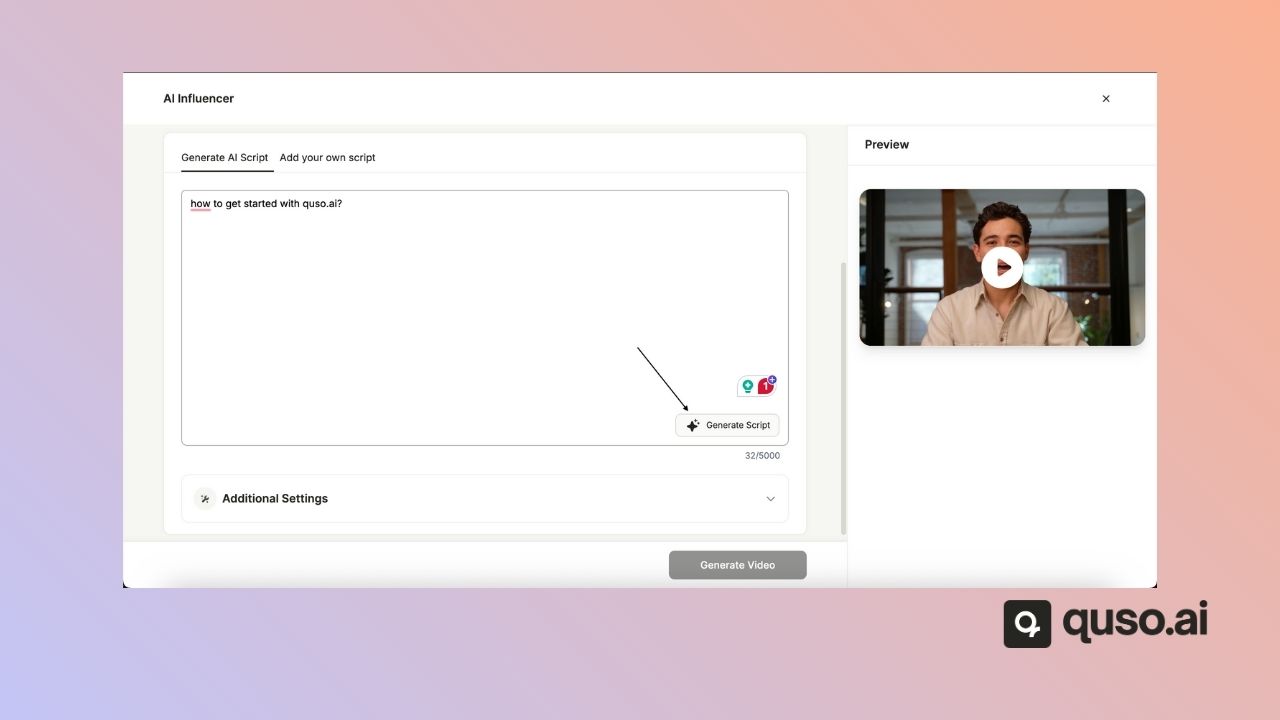 AI Influencer
Generate AI Script
Add your own script
Preview
how to get started with quso.ai?
1
Generate Script
32/5000
Additional Settings
Generate Video
quso.ai